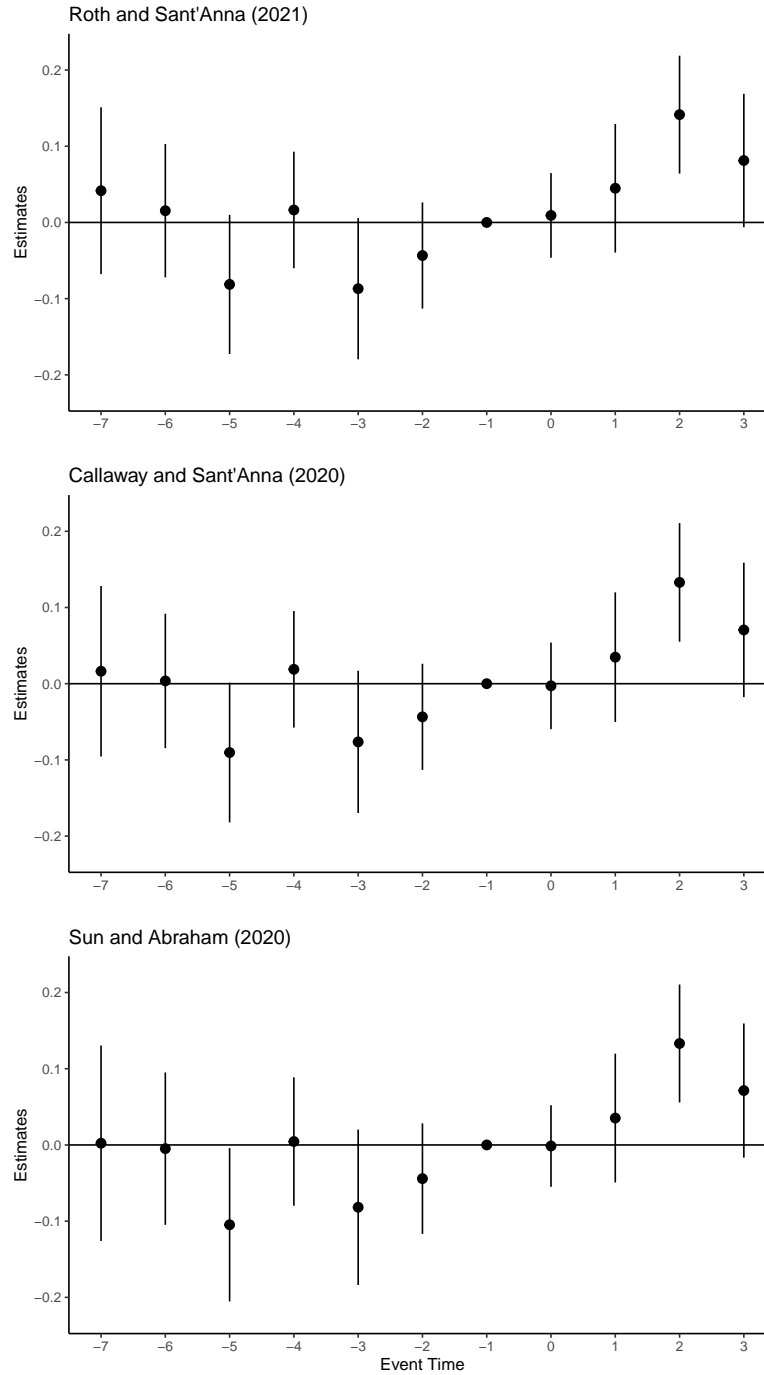 Roth and Sant'Anna (2021)
0.2
0.1
0.0
−0.1
−0.2
Estimates
−7 −6 −5 −4 −3 −2 −1 0 1 2 3
Callaway and Sant'Anna (2020)
0.2
0.1
0.0
−0.1
−0.2
Estimates
−7 −6 −5 −4 −3 −2 −1 0 1 2 3
Sun and Abraham (2020)
0.2
0.1
0.0
−0.1
−0.2
Estimates
−7 −6 −5 −4 −3 −2 −1 0 1 2 3
Event Time